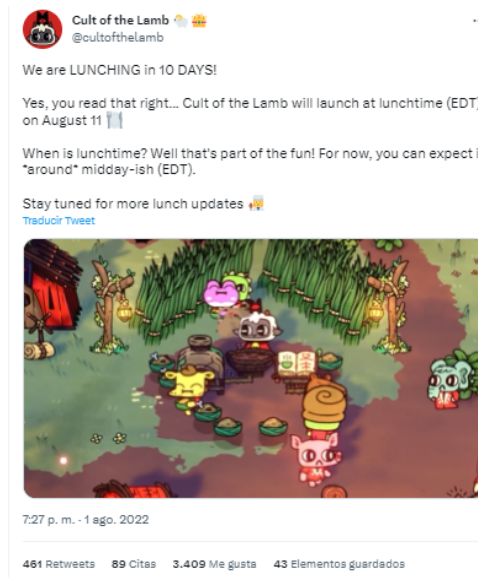 Cult of the Lamb 🐑 🍔
@cultofthelamb
We are LUNCHING in 10 DAYS!
Yes, you read that right... Cult of the Lamb will launch at lunchtime (EDT)
on August 11 🍽️
When is lunchtime? Well that's part of the fun! For now, you can expect i
*around* midday-ish (EDT).
Stay tuned for more lunch updates
Traducir Tweet
7:27 p. m. · 1 ago. 2022
461 Retweets 89 Citas 3.409 Me gusta 43 Elementos guardados